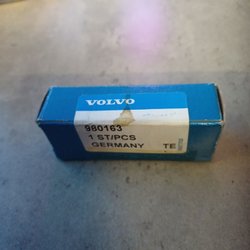 VOLVO
980163
1 ST/PCS
GERMANY TE